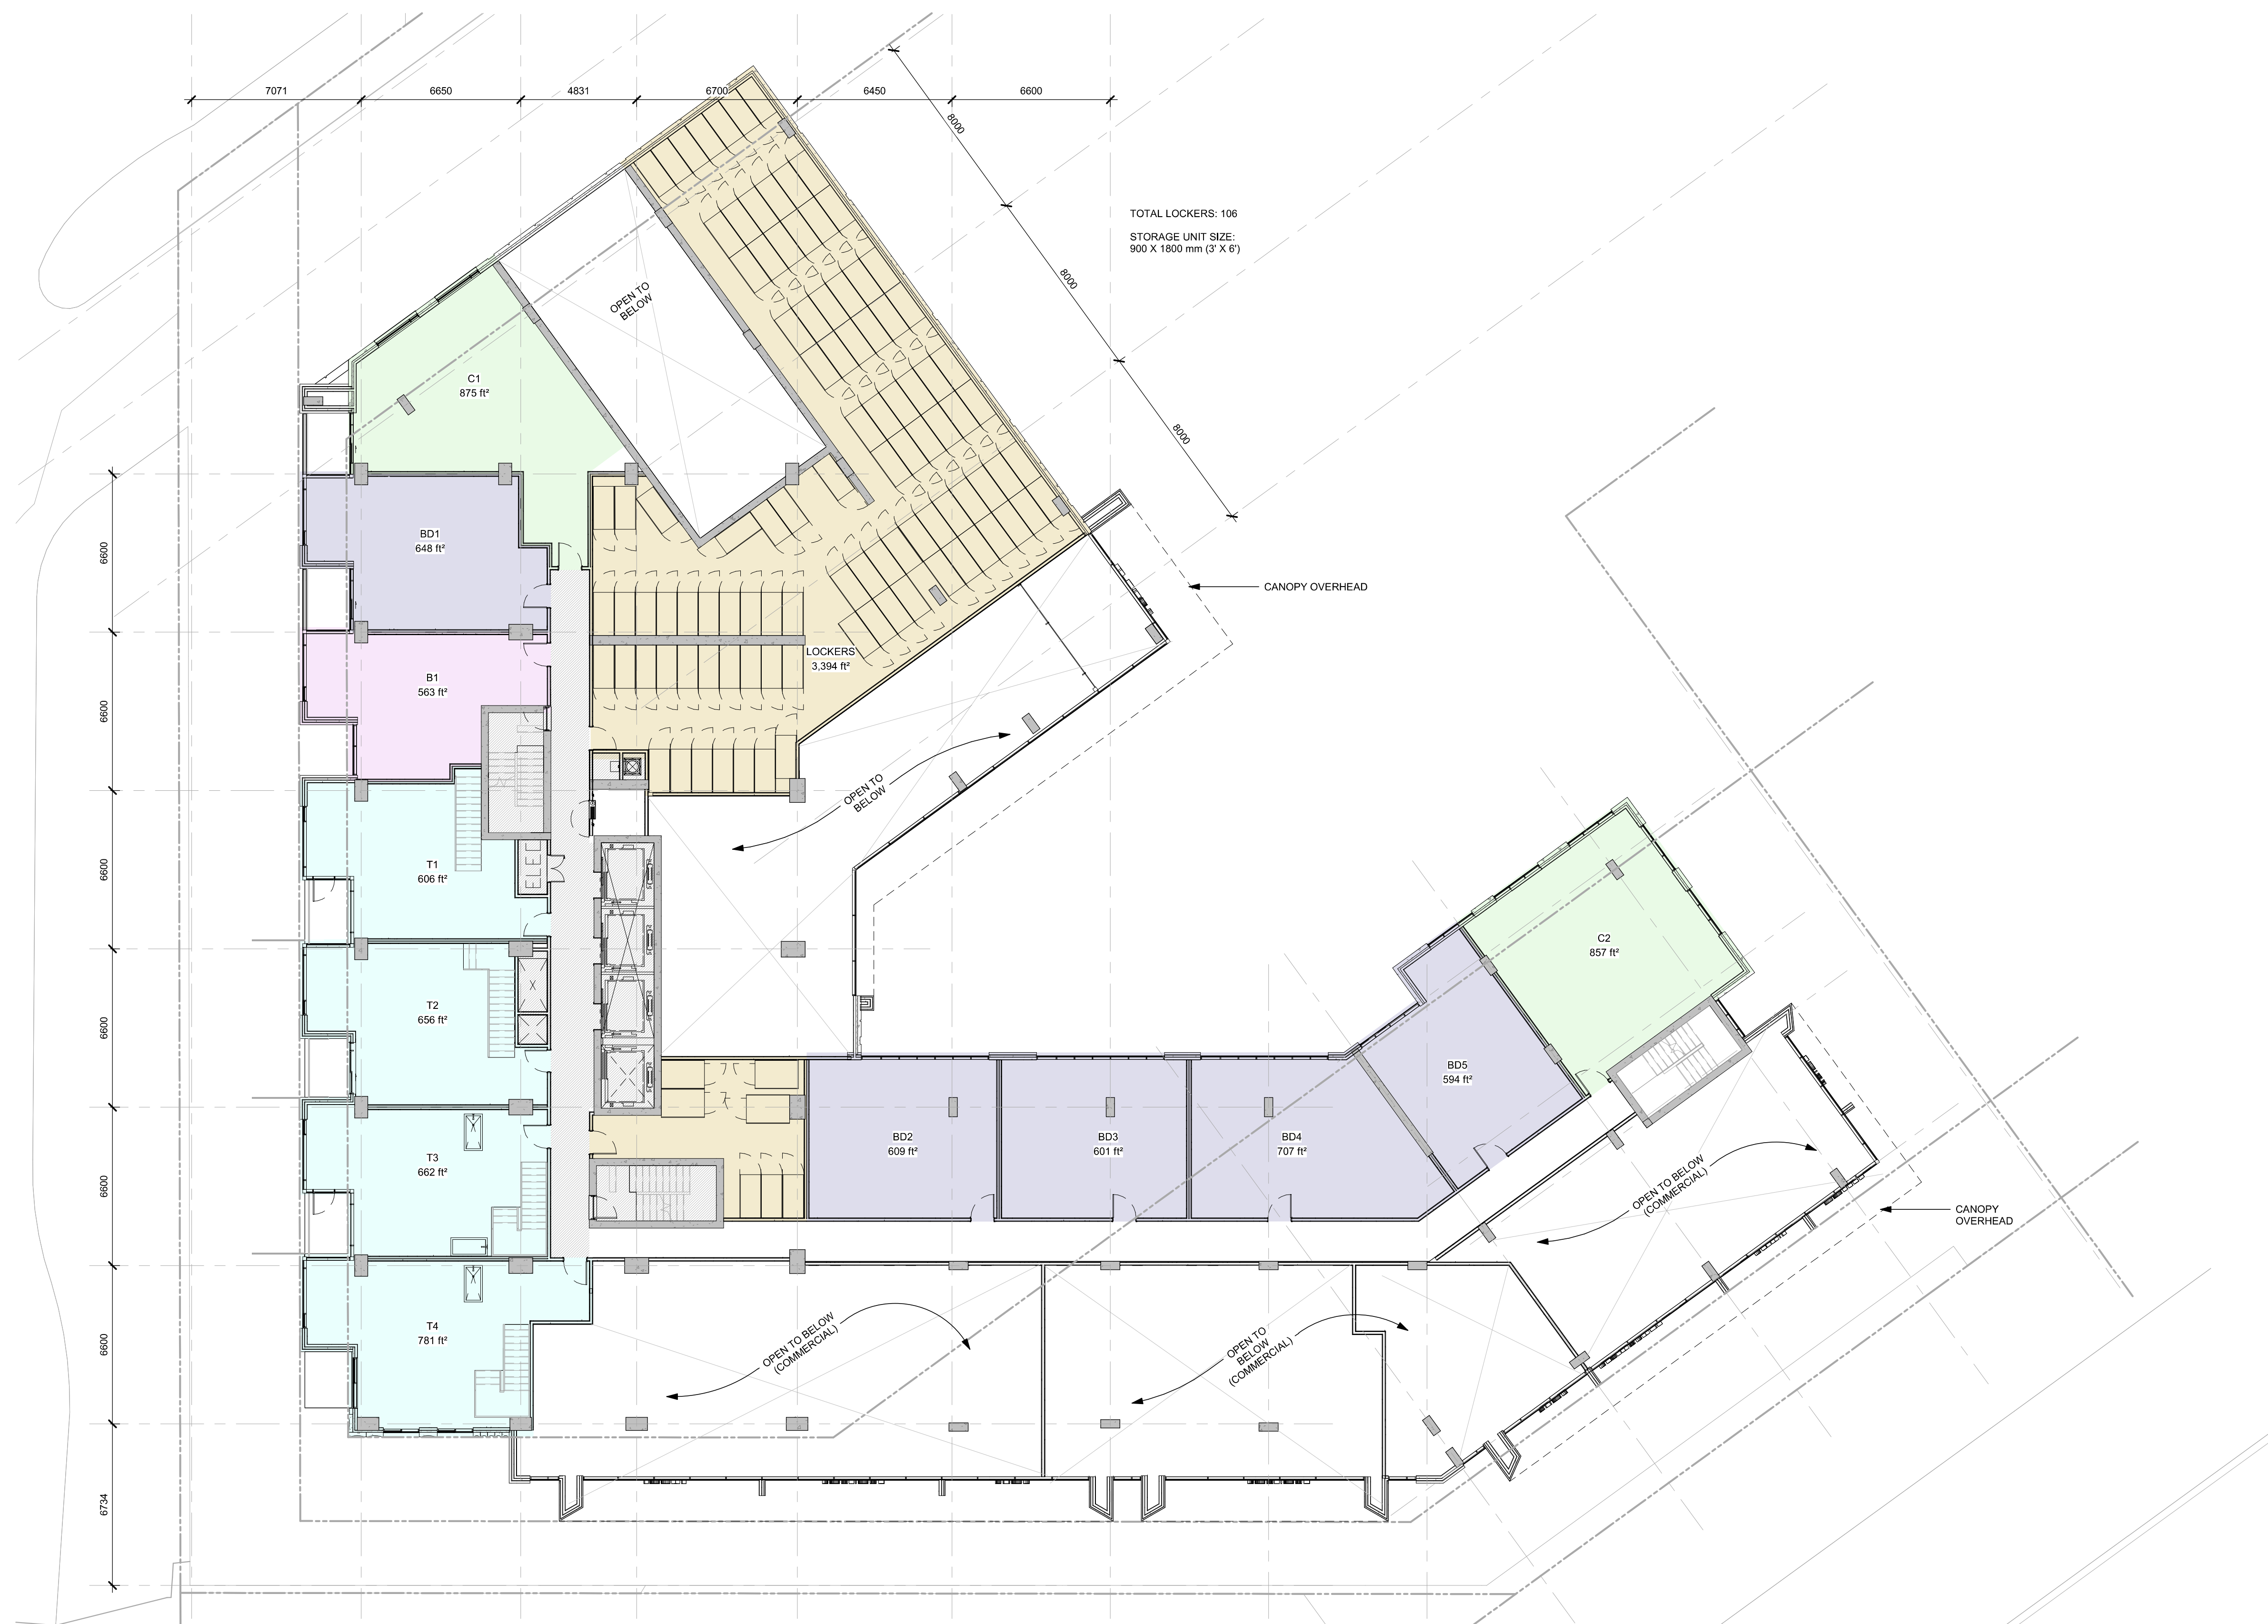 7071
6650
4831
6700
6450
6600
8000
8000
8000
TOTAL LOCKERS: 106
STORAGE UNIT SIZE:
900 X 1800 mm (3' X 6')
OPEN TO
BELOW
C1
875 ft²
BD1
648 ft²
CANOPY OVERHEAD
LOCKERS
3,394 ft²
B1
563 ft²
OPEN TO
BELOW
T1
606 ft²
C2
857 ft²
T2
656 ft²
BD5
594 ft²
BD2
609 ft²
BD3
601 ft²
BD4
707 ft²
T3
662 ft²
OPEN TO BELOW
(COMMERCIAL)
CANOPY
OVERHEAD
T4
781 ft²
OPEN TO BELOW
(COMMERCIAL)
OPEN TO
BELOW
(COMMERCIAL)
6600
6600
6600
6600
6600
6600
6734